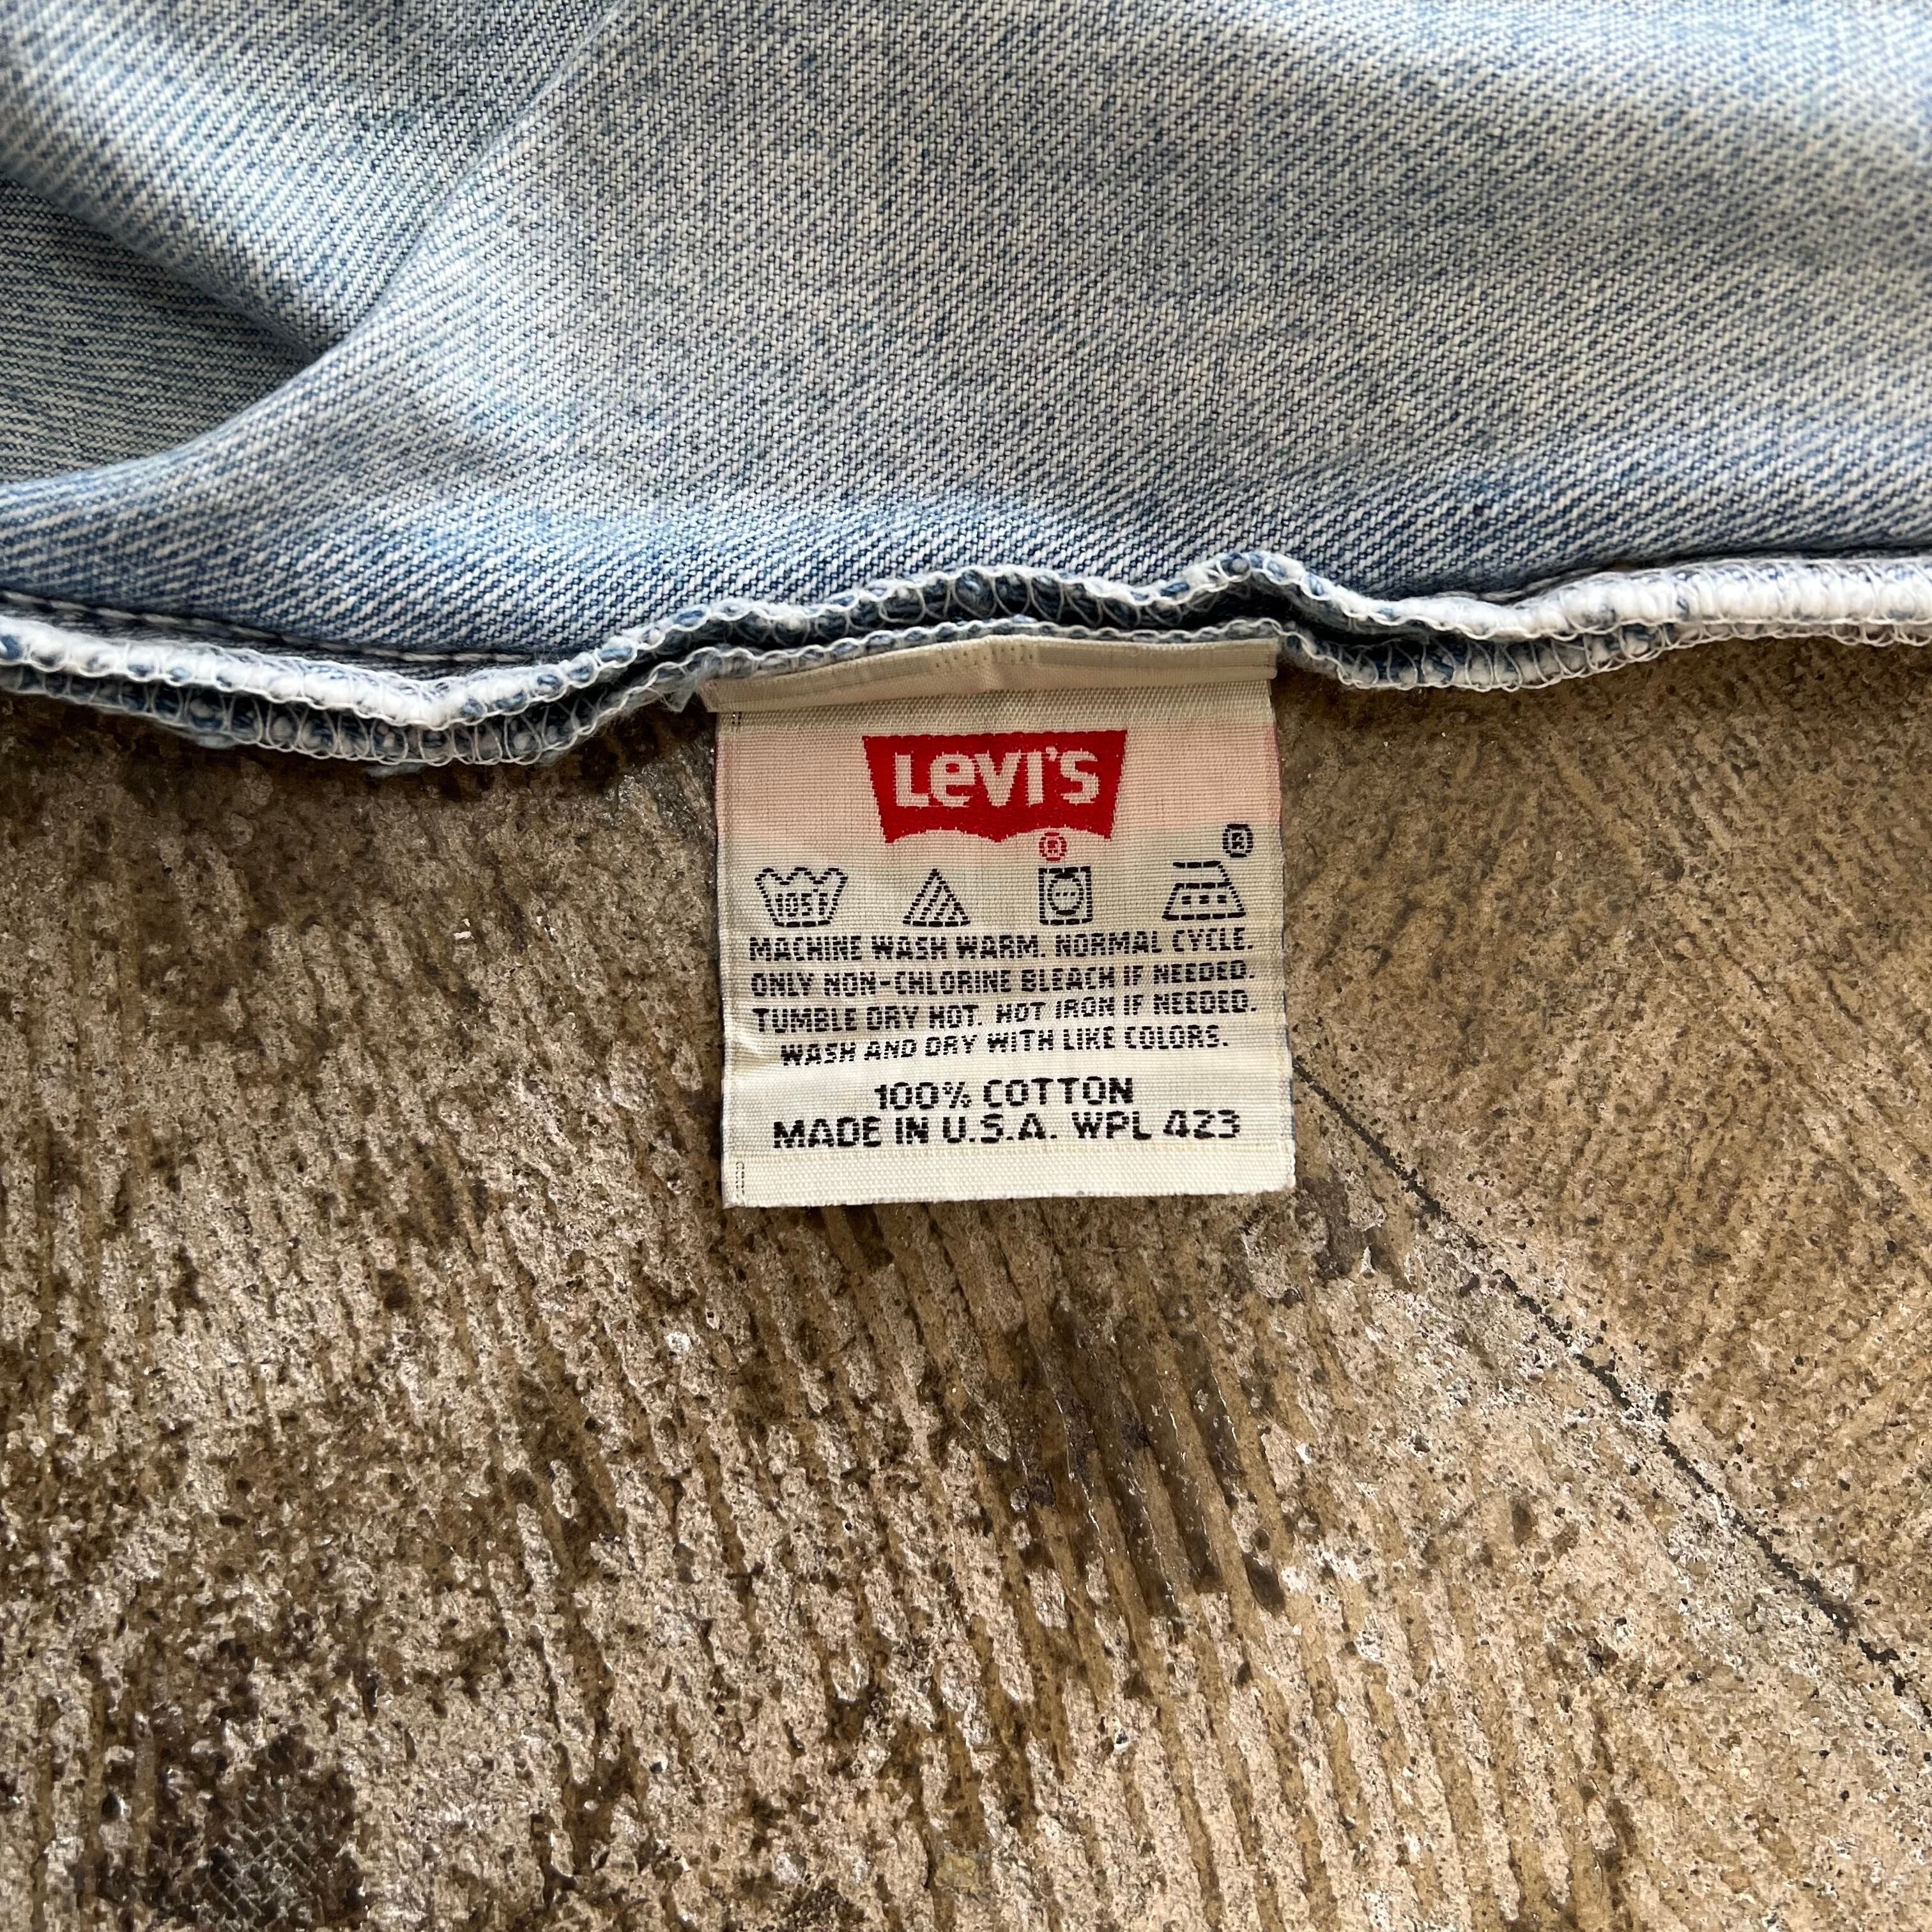 LEVI'S
®
®
105F
MACHINE WASH WARM. NORMAL CYCLE.
ONLY NON-CHLORINE BLEACH IF NEEDED.
TUMBLE DRY HOT. HOT IRON IF NEEDED.
WASH AND DRY WITH LIKE COLORS.
100% COTTON
MADE IN U.S.A. WPL 423